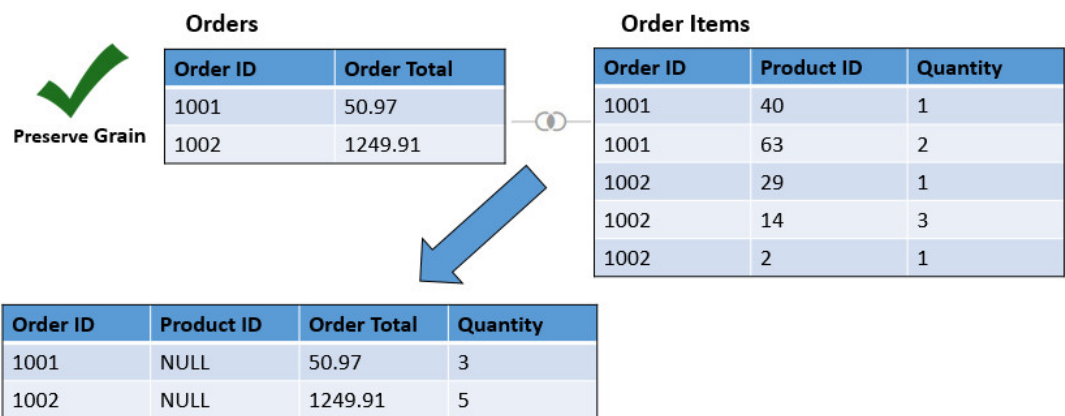 Orders
Order ID Order Total
1001 50.97
1002 1249.91
Preserve Grain
Order Items
Order ID Product ID Quantity
1001 40 1
1001 63 2
1002 29 1
1002 14 3
1002 2 1
Order ID Product ID Order Total Quantity
1001 NULL 50.97 3
1002 NULL 1249.91 5